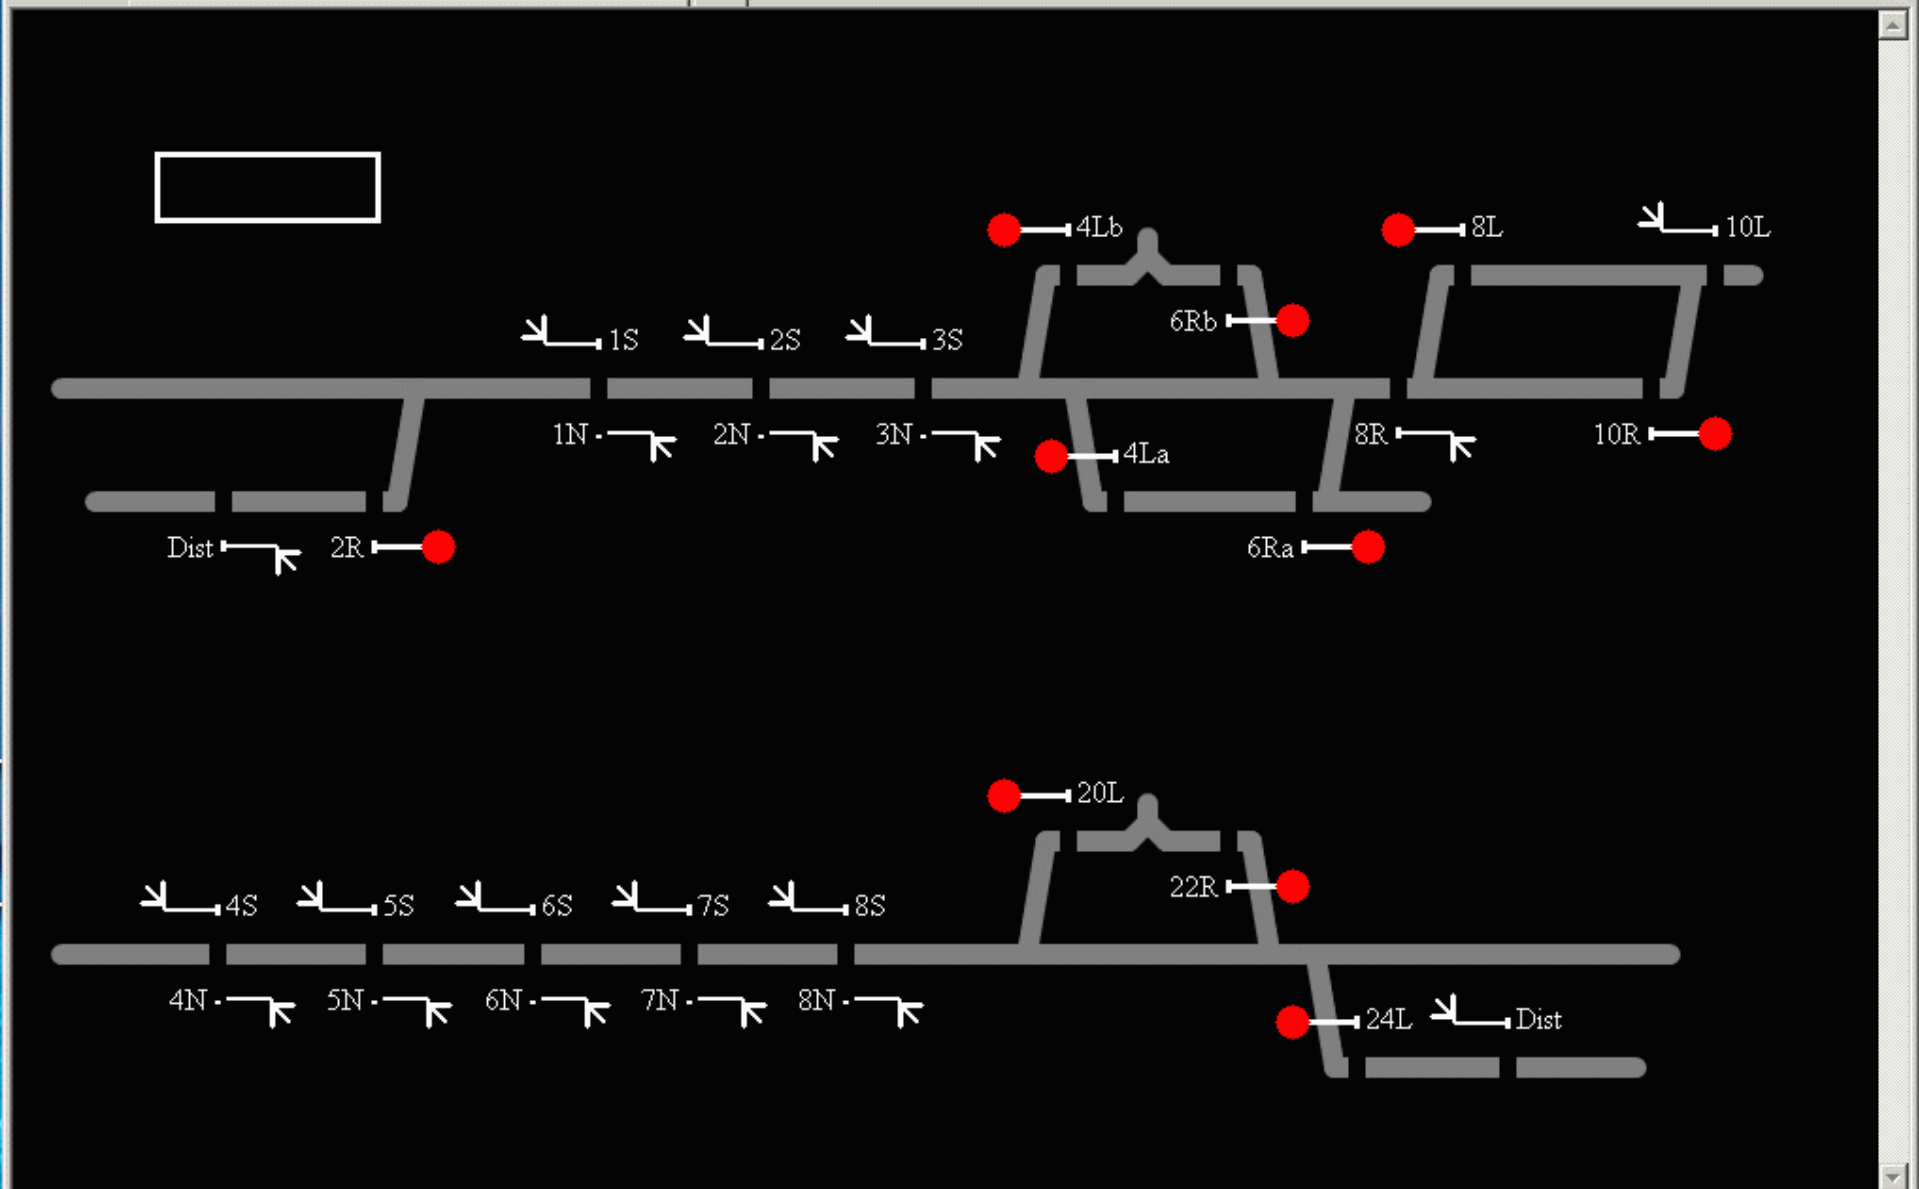 4Lb 8L 10L
6Rb
1S 2S 3S
1N 2N 3N 8R 10R
4La
Dist 2R 6Ra
20L
22R
4S 5S 6S 7S 8S
4N 5N 6N 7N 8N
24L Dist